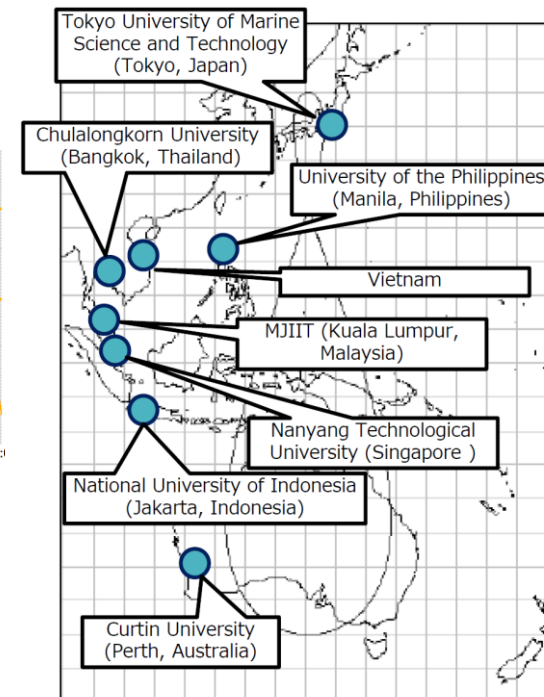 Tokyo University of Marine
Science and Technology
(Tokyo, Japan)
Chulalongkorn University
(Bangkok, Thailand)
University of the Philippines
(Manila, Philippines)
Vietnam
MJIIT (Kuala Lumpur,
Malaysia)
Nanyang Technological
University (Singapore )
National University of Indonesia
(Jakarta, Indonesia)
Curtin University
(Perth, Australia)